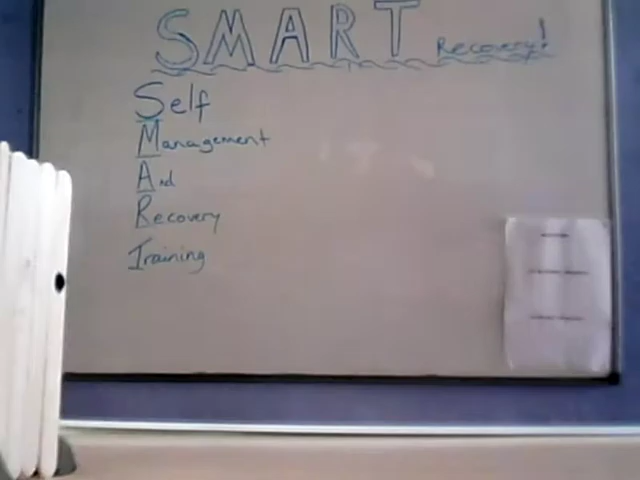 SMART Recovery!
Self
Management
And
Recovery
Training